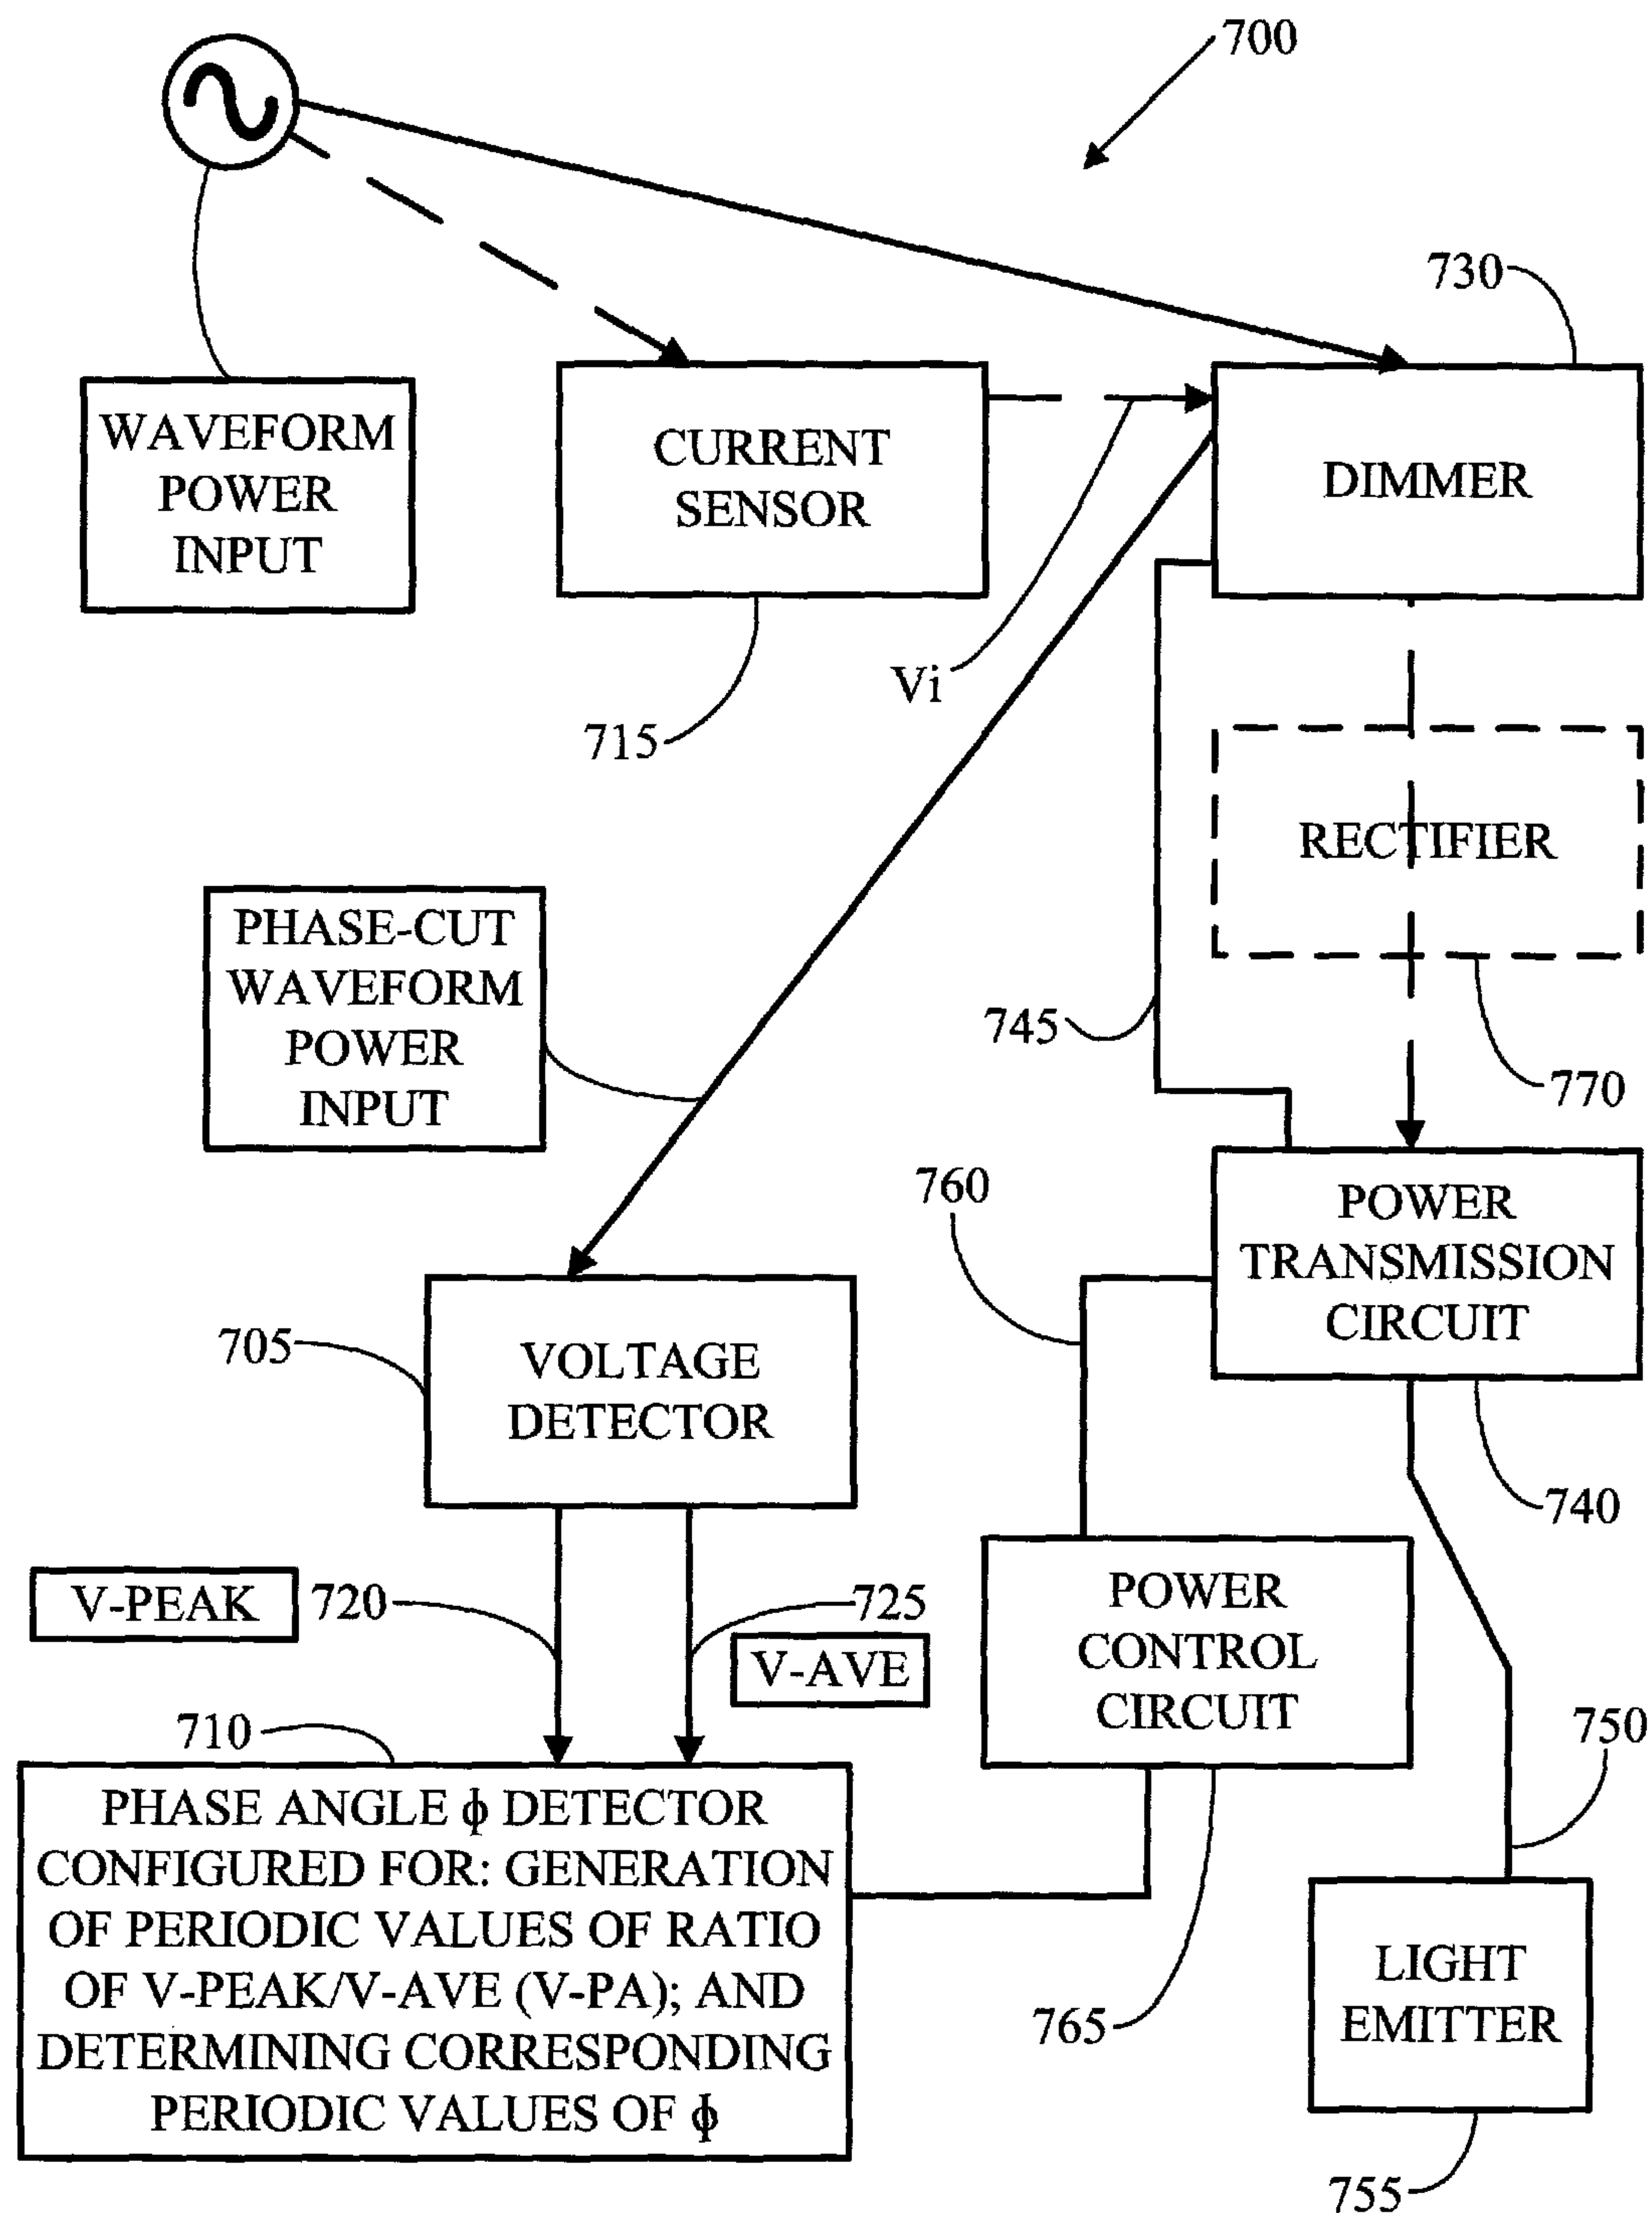 700
730
WAVEFORM
POWER
INPUT
CURRENT
SENSOR
DIMMER
Vi
715
RECTIFIER
PHASE-CUT
WAVEFORM
POWER
INPUT
745
770
760
POWER
TRANSMISSION
CIRCUIT
705
VOLTAGE
DETECTOR
740
V-PEAK
720
725
V-AVE
POWER
CONTROL
CIRCUIT
710
750
PHASE ANGLE ϕ DETECTOR
CONFIGURED FOR: GENERATION
OF PERIODIC VALUES OF RATIO
OF V-PEAK/V-AVE (V-PA); AND
DETERMINING CORRESPONDING
PERIODIC VALUES OF ϕ
765
LIGHT
EMITTER
755